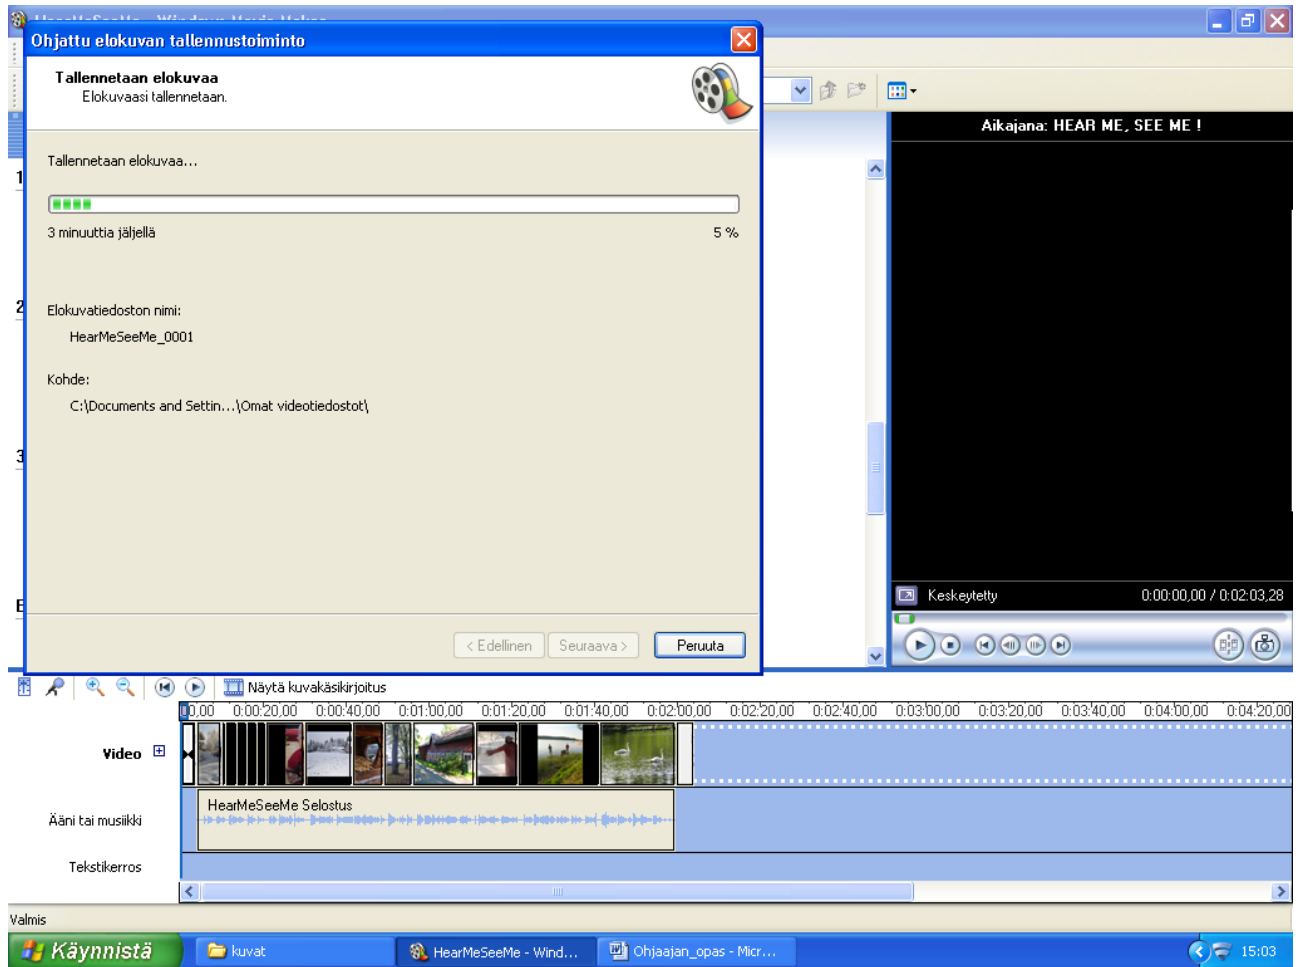 Ohjattu elokuvan tallennustoiminto
Tallennetaan elokuvaa
Elokuvaasi tallennetaan.
Tallennetaan elokuvaa...
3 minuuttia jäljellä
5 %
Elokuvatiedoston nimi:
HearMeSeeMe_0001
Kohde:
C:\Documents and Settin...\Omat videotiedostot\
< Edellinen
Seuraava >
Peruuta
1
2
3
E
Aikajana: HEAR ME, SEE ME !
Keskeytetty
0:00:00,00 / 0:02:03,28
Näytä kuvakäsikirjoitus
0,00 0:00:20,00 0:00:40,00 0:01:00,00 0:01:20,00 0:01:40,00 0:02:00,00 0:02:20,00 0:02:40,00 0:03:00,00 0:03:20,00 0:03:40,00 0:04:00,00 0:04:20,00
Video
HearMeSeeMe Selostus
Ääni tai musiikki
Tekstikerros
Valmis
Käynnistä
kuvat
HearMeSeeMe - Wind...
Ohjaajan_opas - Micr...
15:03